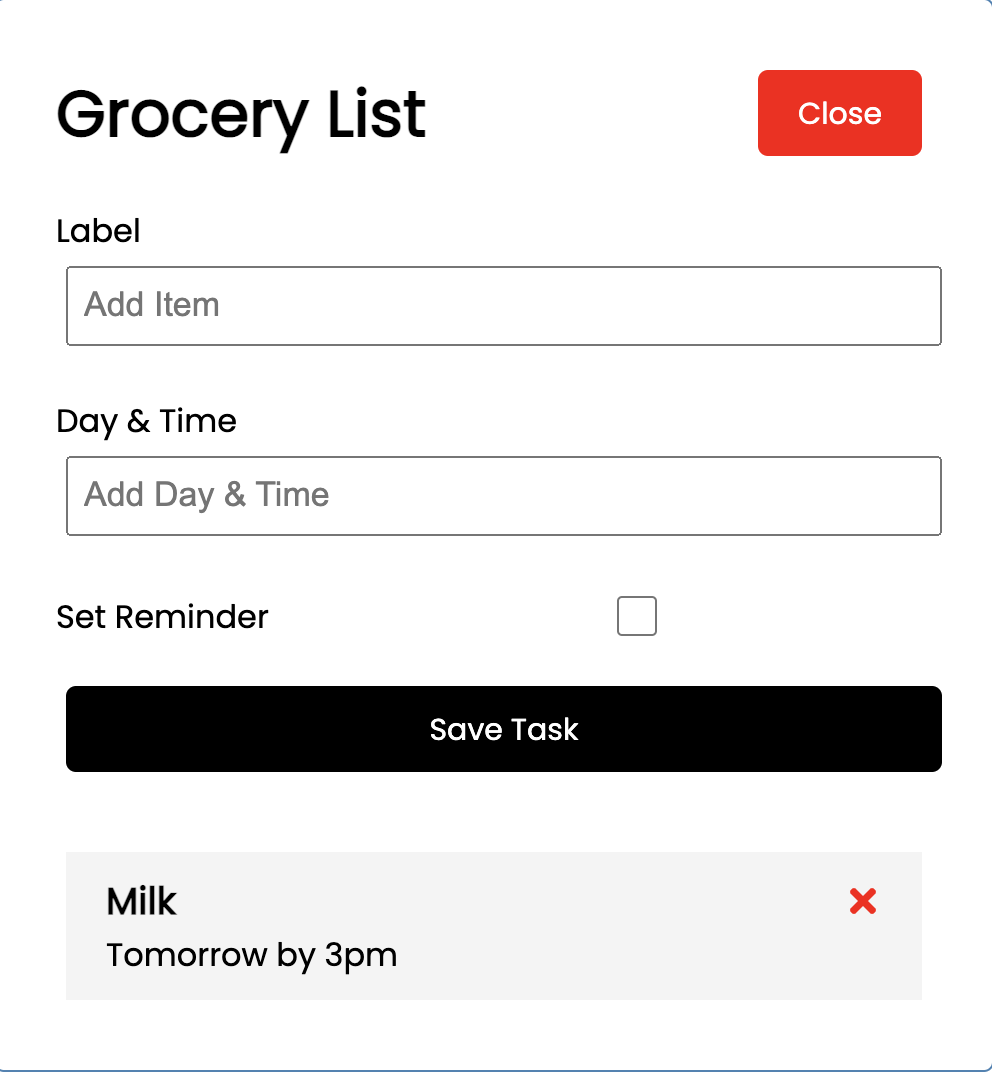 Grocery List
Close
Label
Add Item
Day & Time
Add Day & Time
Set Reminder
Save Task
Milk
Tomorrow by 3pm